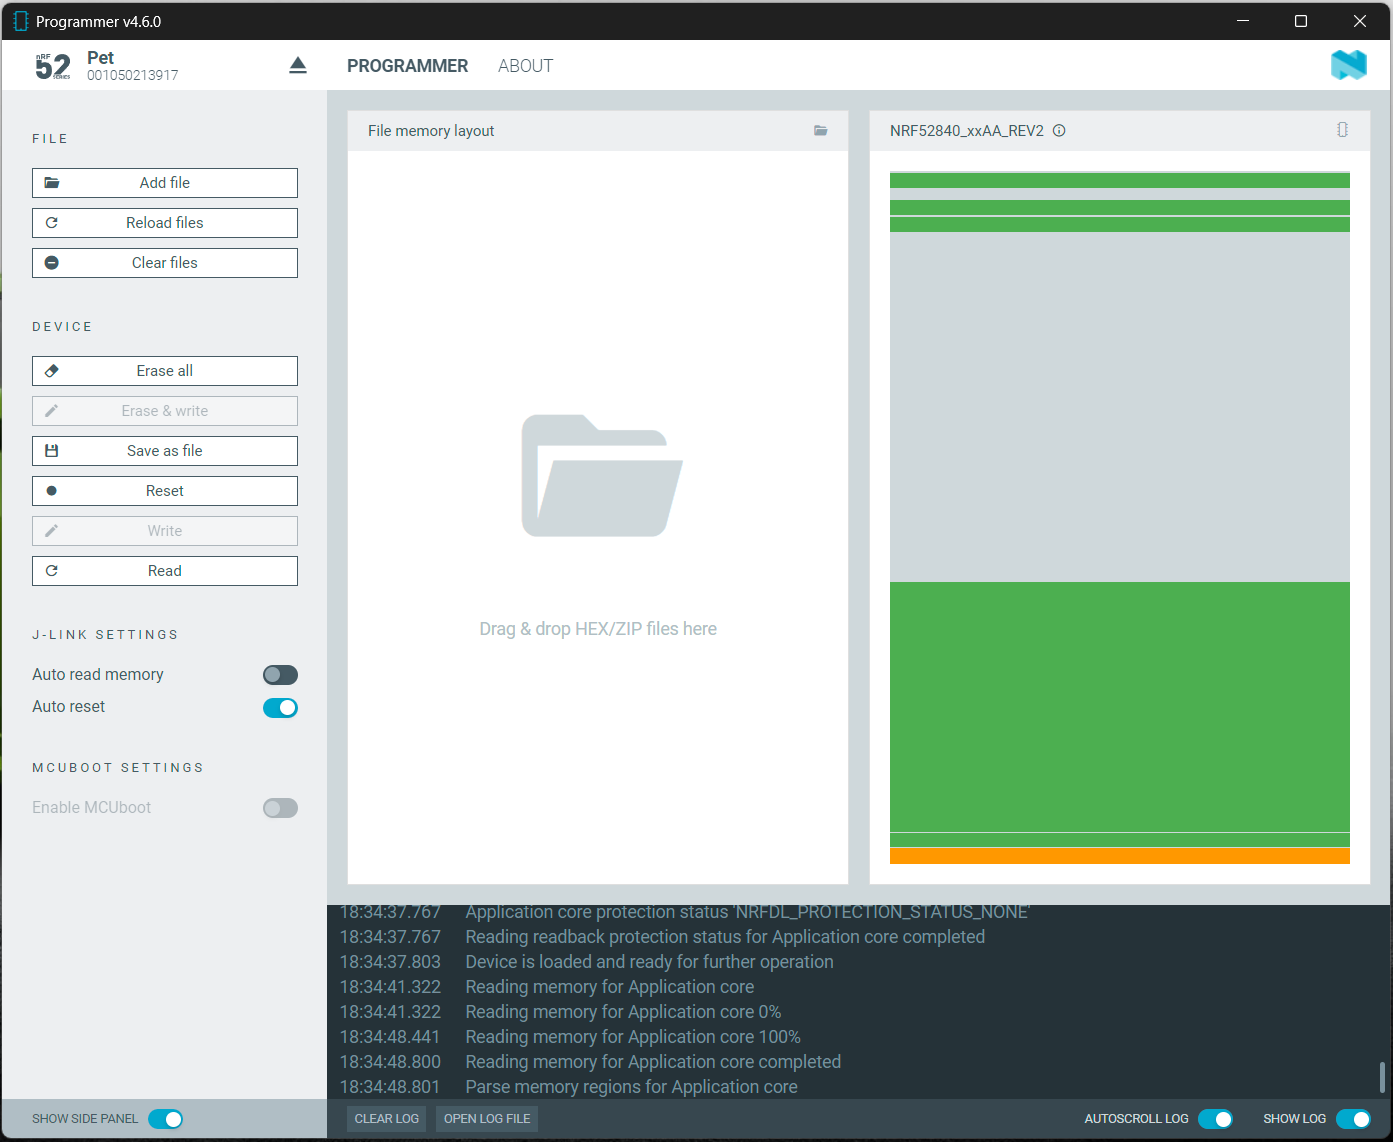 Programmer v4.6.0
nRF
52
SERIES
Pet
001050213917
PROGRAMMER
ABOUT
FILE
Add file
Reload files
Clear files
DEVICE
Erase all
Erase & write
Save as file
Reset
Write
Read
J-LINK SETTINGS
Auto read memory
Auto reset
MCUBOOT SETTINGS
Enable MCUboot
SHOW SIDE PANEL
File memory layout
Drag & drop HEX/ZIP files here
NRF52840_xxAA_REV2
18:34:37.767 Application core protection status 'NRFDL_PROTECTION_STATUS_NONE'
18:34:37.767 Reading readback protection status for Application core completed
18:34:37.803 Device is loaded and ready for further operation
18:34:41.322 Reading memory for Application core
18:34:41.322 Reading memory for Application core 0%
18:34:48.441 Reading memory for Application core 100%
18:34:48.800 Reading memory for Application core completed
18:34:48.801 Parse memory regions for Application core
CLEAR LOG
OPEN LOG FILE
AUTOSCROLL LOG
SHOW LOG